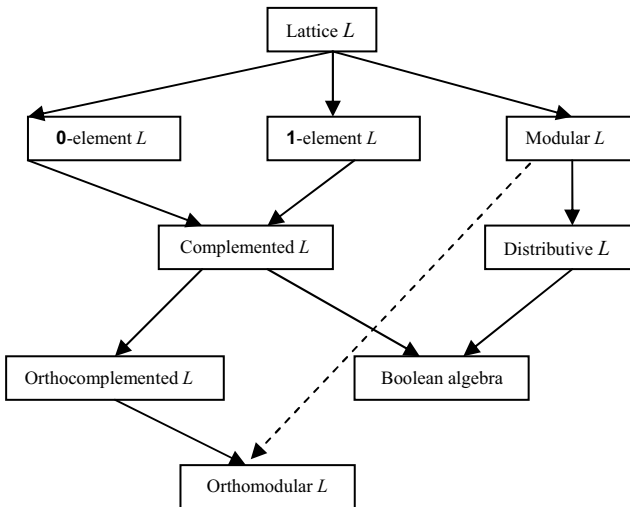 Lattice L
0-element L
1-element L
Modular L
Complemented L
Distributive L
Orthocomplemented L
Boolean algebra
Orthomodular L